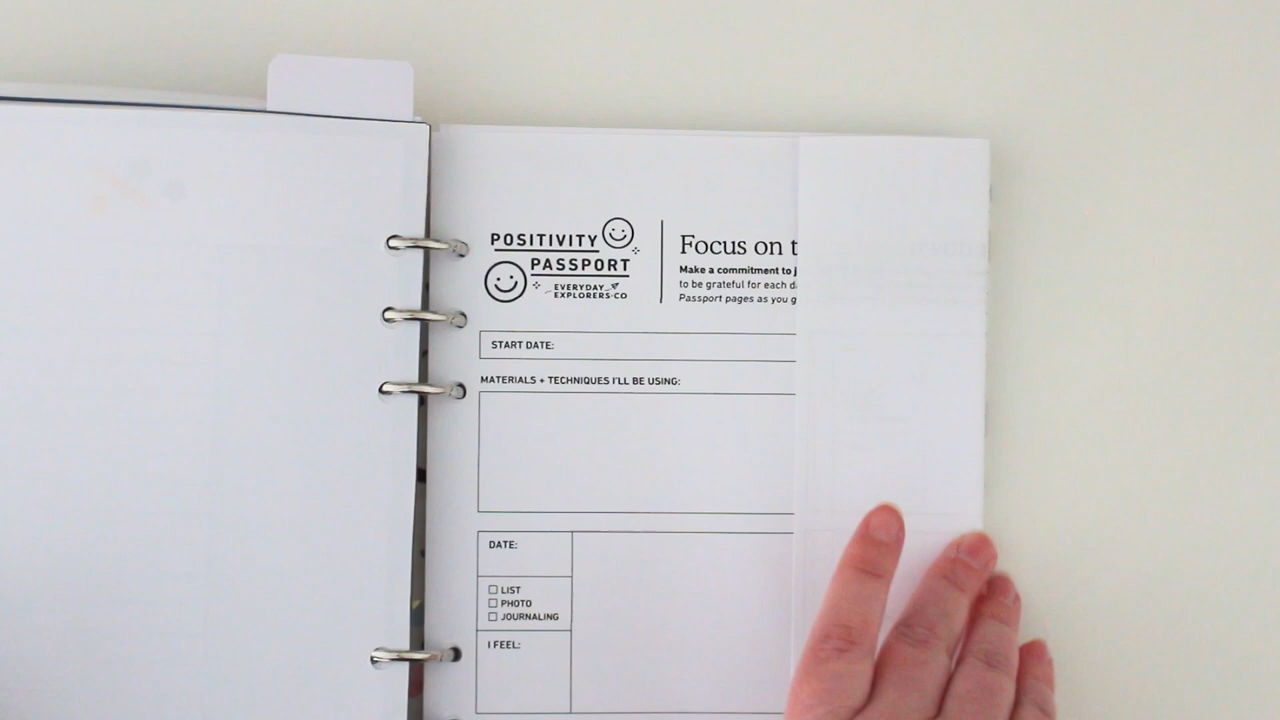 POSITIVITY
PASSPORT
EVERYDAY
EXPLORERS·CO
Focus on t
Make a commitment to j
to be grateful for each d
Passport pages as you g
START DATE:
MATERIALS + TECHNIQUES I'LL BE USING:
DATE:
LIST
PHOTO
JOURNALING
I FEEL: